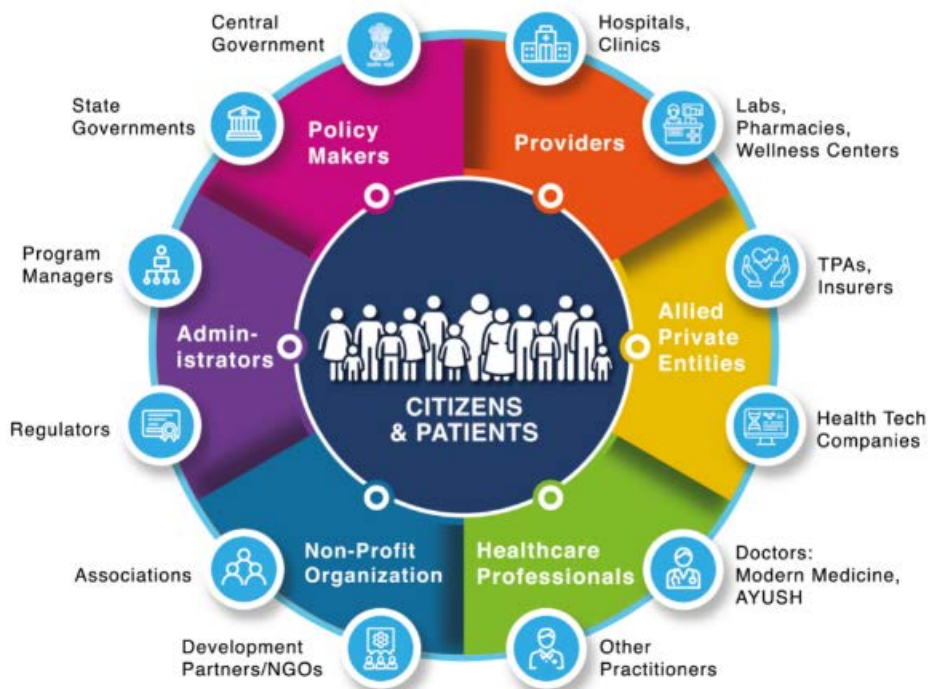 Central
Government
Hospitals,
Clinics
State
Governments
Labs,
Pharmacies,
Wellness Centers
Policy
Makers
Providers
Program
Managers
TPAs,
Insurers
Admin-
istrators
Allied
Private
Entities
CITIZENS
& PATIENTS
Regulators
Health Tech
Companies
Non-Profit
Organization
Healthcare
Professionals
Associations
Doctors:
Modern Medicine,
AYUSH
Development
Partners/NGOs
Other
Practitioners